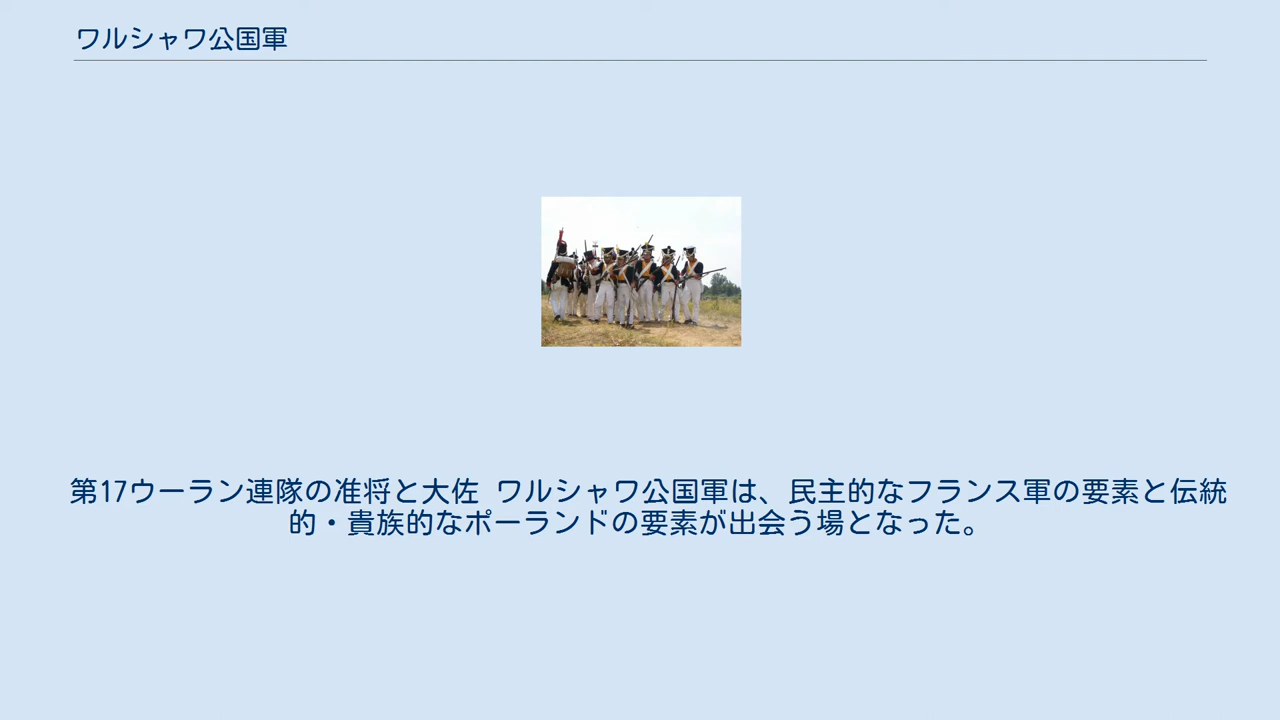 ワルシャワ公国軍
第17ウーラン連隊の准将と大佐 ワルシャワ公国軍は、民主的なフランス軍の要素と伝統
的・貴族的なポーランドの要素が出会う場となった。